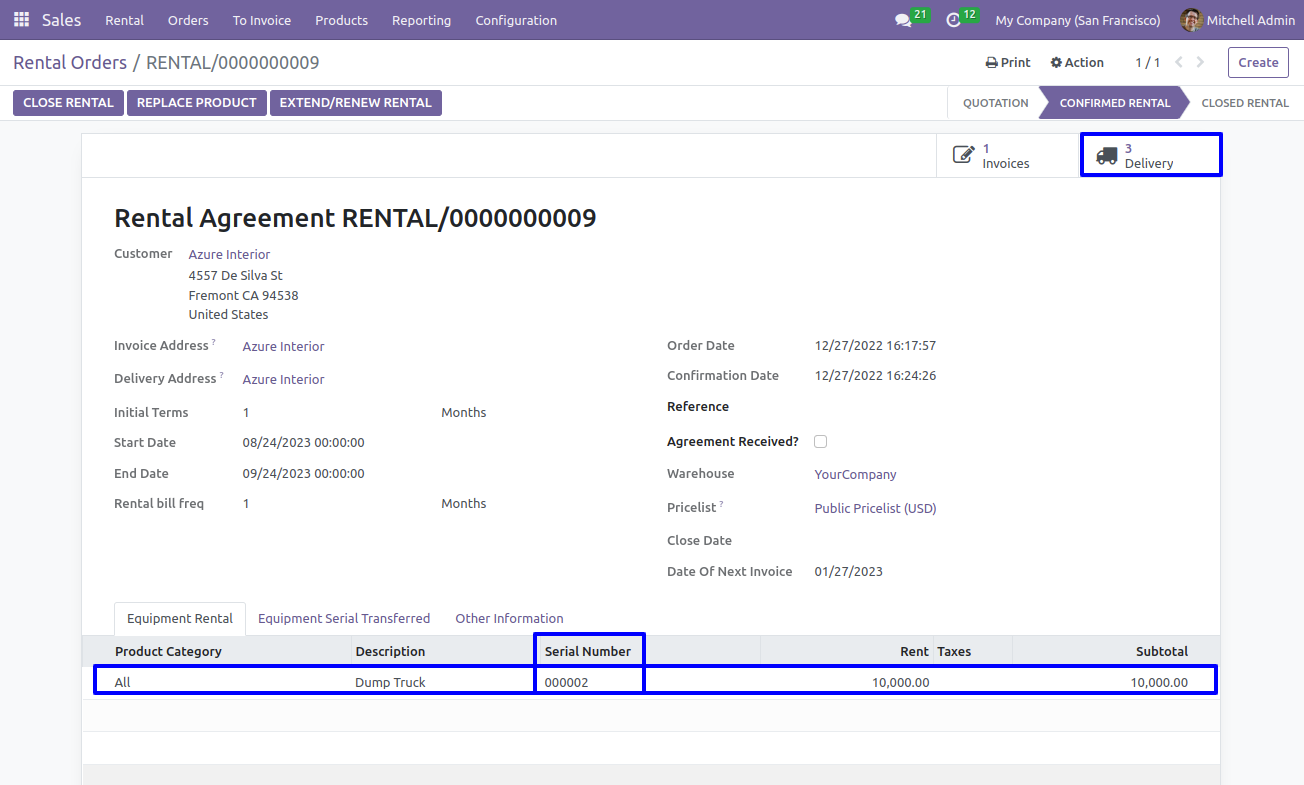 Sales Rental Orders To Invoice Products Reporting Configuration 21 12 My Company (San Francisco) Mitchell Admin
Rental Orders / RENTAL/0000000009 Print Action 1 / 1 Create
CLOSE RENTAL REPLACE PRODUCT EXTEND/RENEW RENTAL QUOTATION CONFIRMED RENTAL CLOSED RENTAL
1 Invoices
3 Delivery
Rental Agreement RENTAL/0000000009
Customer Azure Interior
4557 De Silva St
Fremont CA 94538
United States
Invoice Address ? Azure Interior
Delivery Address ? Azure Interior
Initial Terms 1 Months
Start Date 08/24/2023 00:00:00
End Date 09/24/2023 00:00:00
Rental bill freq 1 Months
Order Date 12/27/2022 16:17:57
Confirmation Date 12/27/2022 16:24:26
Reference
Agreement Received?
Warehouse YourCompany
Pricelist ? Public Pricelist (USD)
Close Date
Date Of Next Invoice 01/27/2023
Equipment Rental Equipment Serial Transferred Other Information
Product Category Description Serial Number Rent Taxes Subtotal
All Dump Truck 000002 10,000.00 10,000.00